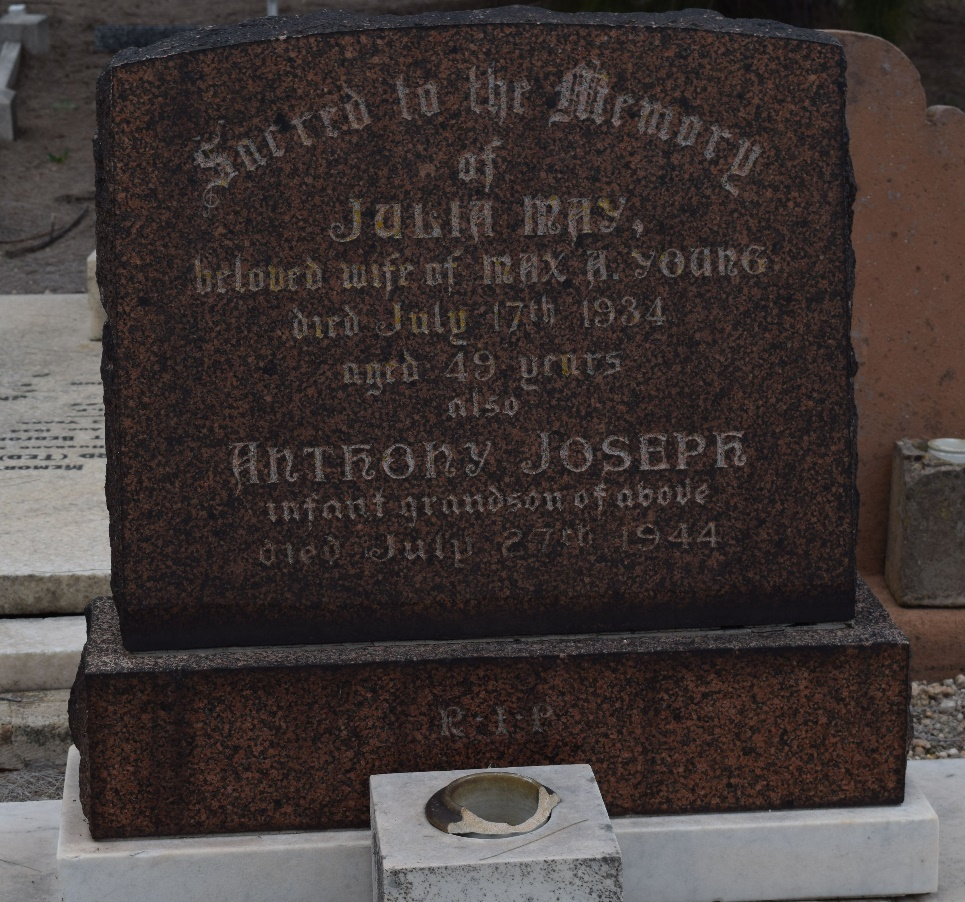 Sacred to the Memory
of
JULIA MAY,
beloved wife of MAX A. YOUNG
died July 17th 1934
aged 49 years
also
ANTHONY JOSEPH
infant grandson of above
died July 27th 1944
R·I·P